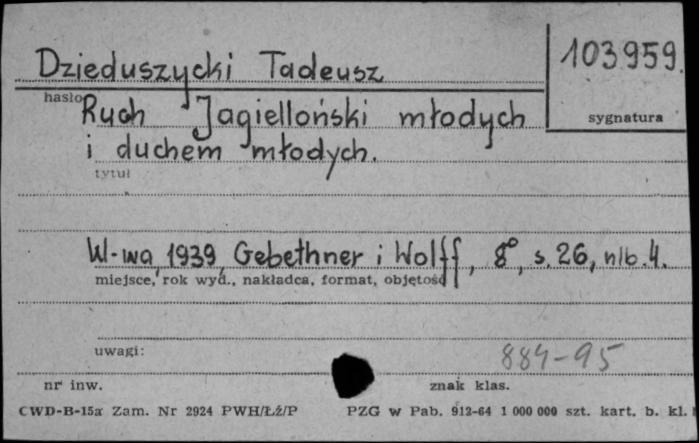 Dzieduszycki Tadeusz
103959.
hasło
sygnatura
Ruch Jagielloński młodych
i duchem młodych.
tytuł
W-wa, 1939, Gebethner i Wolff, 8°, s. 26, nlb. 4.
miejsce, rok wyd., nakładca, format, objętość
uwagi:
884-95
nr inw.
znak klas.
CWD-B-15a Zam. Nr 2924 PWH/Łź/P
PZG w Pab. 912-64 1 000 000 szt. kart. b. kl.